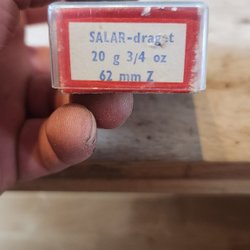 SALAR-draget
20 g 3/4 oz
62 mm Z